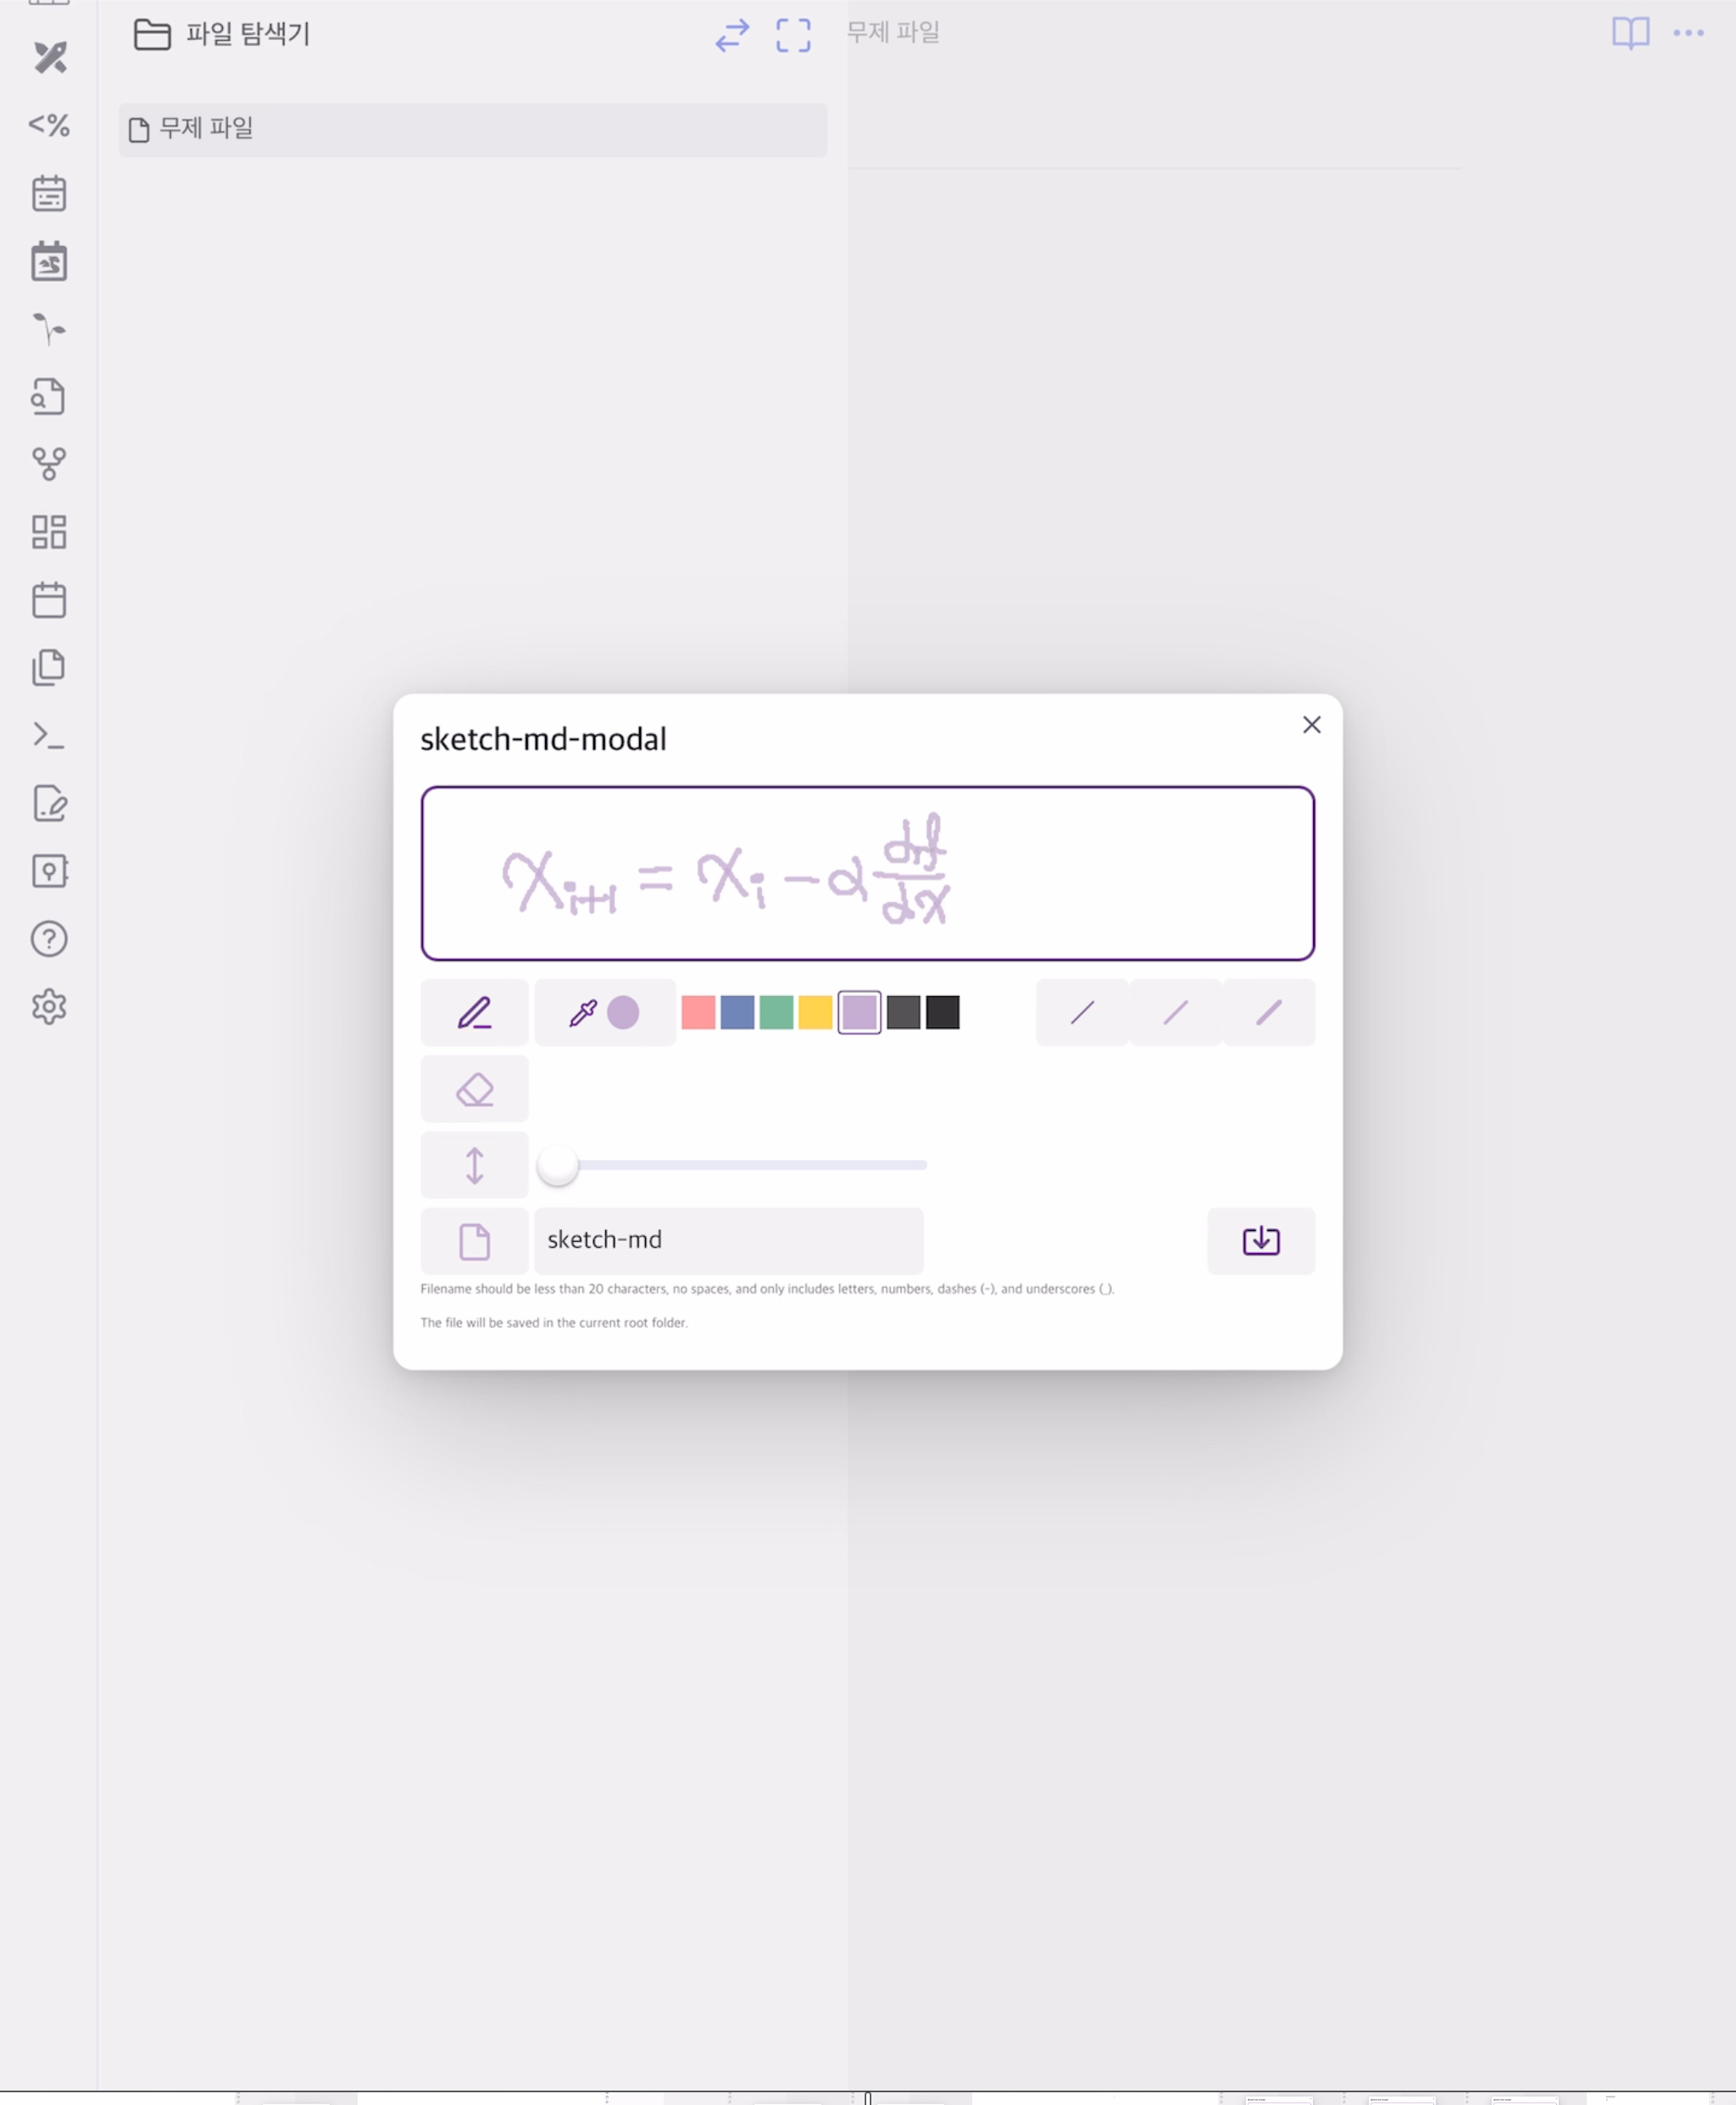 파일 탐색기
무제 파일
무제 파일
sketch-md-modal
x_{i+1} = x_i - α df/dx
sketch-md
Filename should be less than 20 characters, no spaces, and only includes letters, numbers, dashes (-), and underscores (_).
The file will be saved in the current root folder.